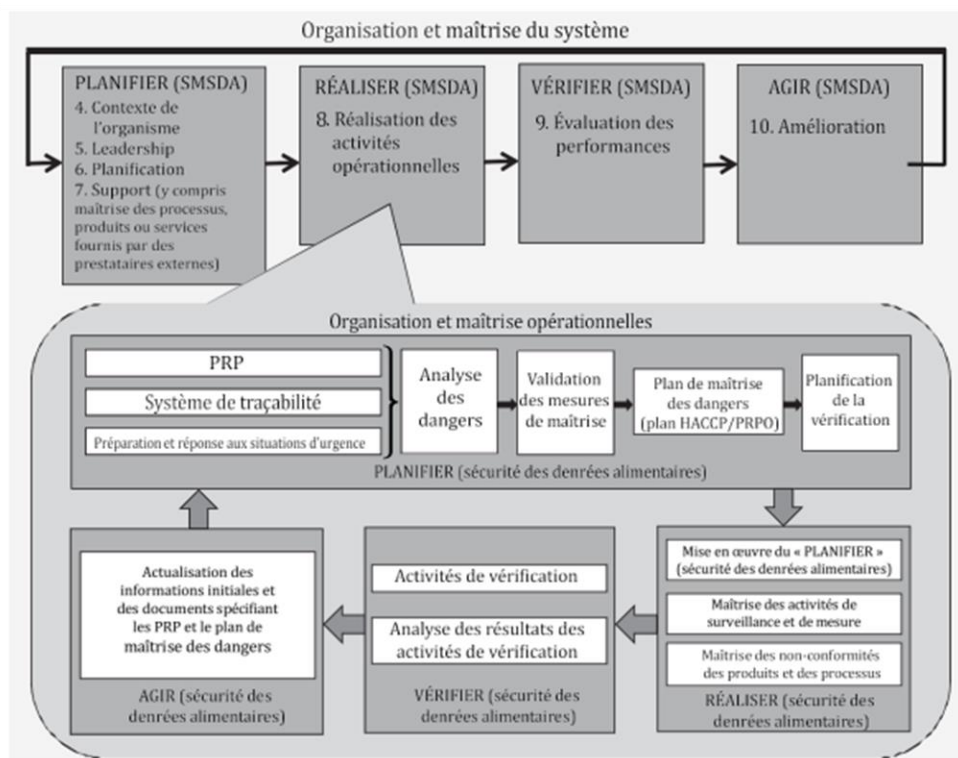 Organisation et maîtrise du système
PLANIFIER (SMSDA)
4. Contexte de
l'organisme
5. Leadership
6. Planification
7. Support (y compris
maîtrise des processus,
produits ou services
fournis par des
prestataires externes)
RÉALISER (SMSDA)
8. Réalisation des
activités
opérationnelles
VÉRIFIER (SMSDA)
9. Évaluation des
performances
AGIR (SMSDA)
10. Amélioration
Organisation et maîtrise opérationnelles
PRP
Système de traçabilité
Préparation et réponse aux situations d'urgence
Analyse
des
dangers
Validation
des mesures
de maîtrise
Plan de maîtrise
des dangers
(plan HACCP/PRPO)
Planification
de la
vérification
PLANIFIER (sécurité des denrées alimentaires)
Actualisation des
informations initiales et
des documents spécifiant
les PRP et le plan de
maîtrise des dangers
AGIR (sécurité des
denrées alimentaires)
Activités de vérification
Analyse des résultats des
activités de vérification
VÉRIFIER (sécurité des
denrées alimentaires)
Mise en œuvre du « PLANIFIER »
(sécurité des denrées alimentaires)
Maîtrise des activités de
surveillance et de mesure
Maîtrise des non-conformités
des produits et des processus
RÉALISER (sécurité des
denrées alimentaires)